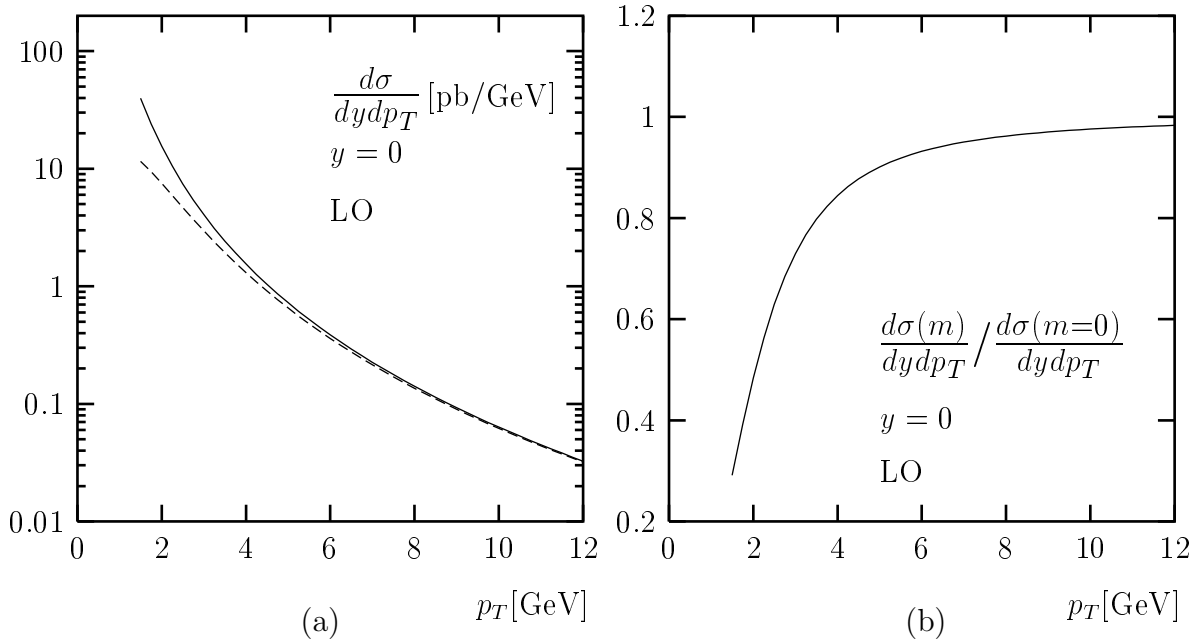 100
10
1
0.1
0.01
0 2 4 6 8 10 12
dσ/dydp_T [pb/GeV]
y = 0
LO
p_T [GeV]
(a)
1.2
1
0.8
0.6
0.4
0.2
0 2 4 6 8 10 12
dσ(m)/dydp_T / dσ(m=0)/dydp_T
y = 0
LO
p_T [GeV]
(b)